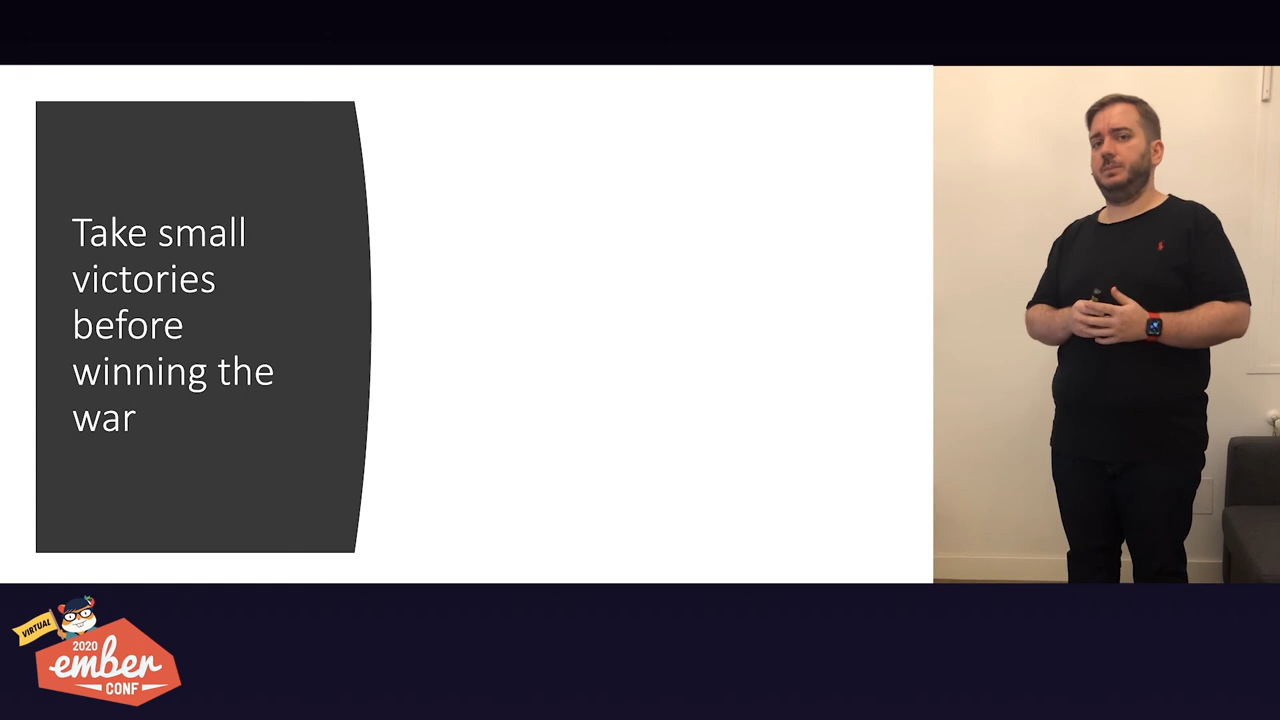 Take small
victories
before
winning the
war
VIRTUAL
2020
ember
CONF